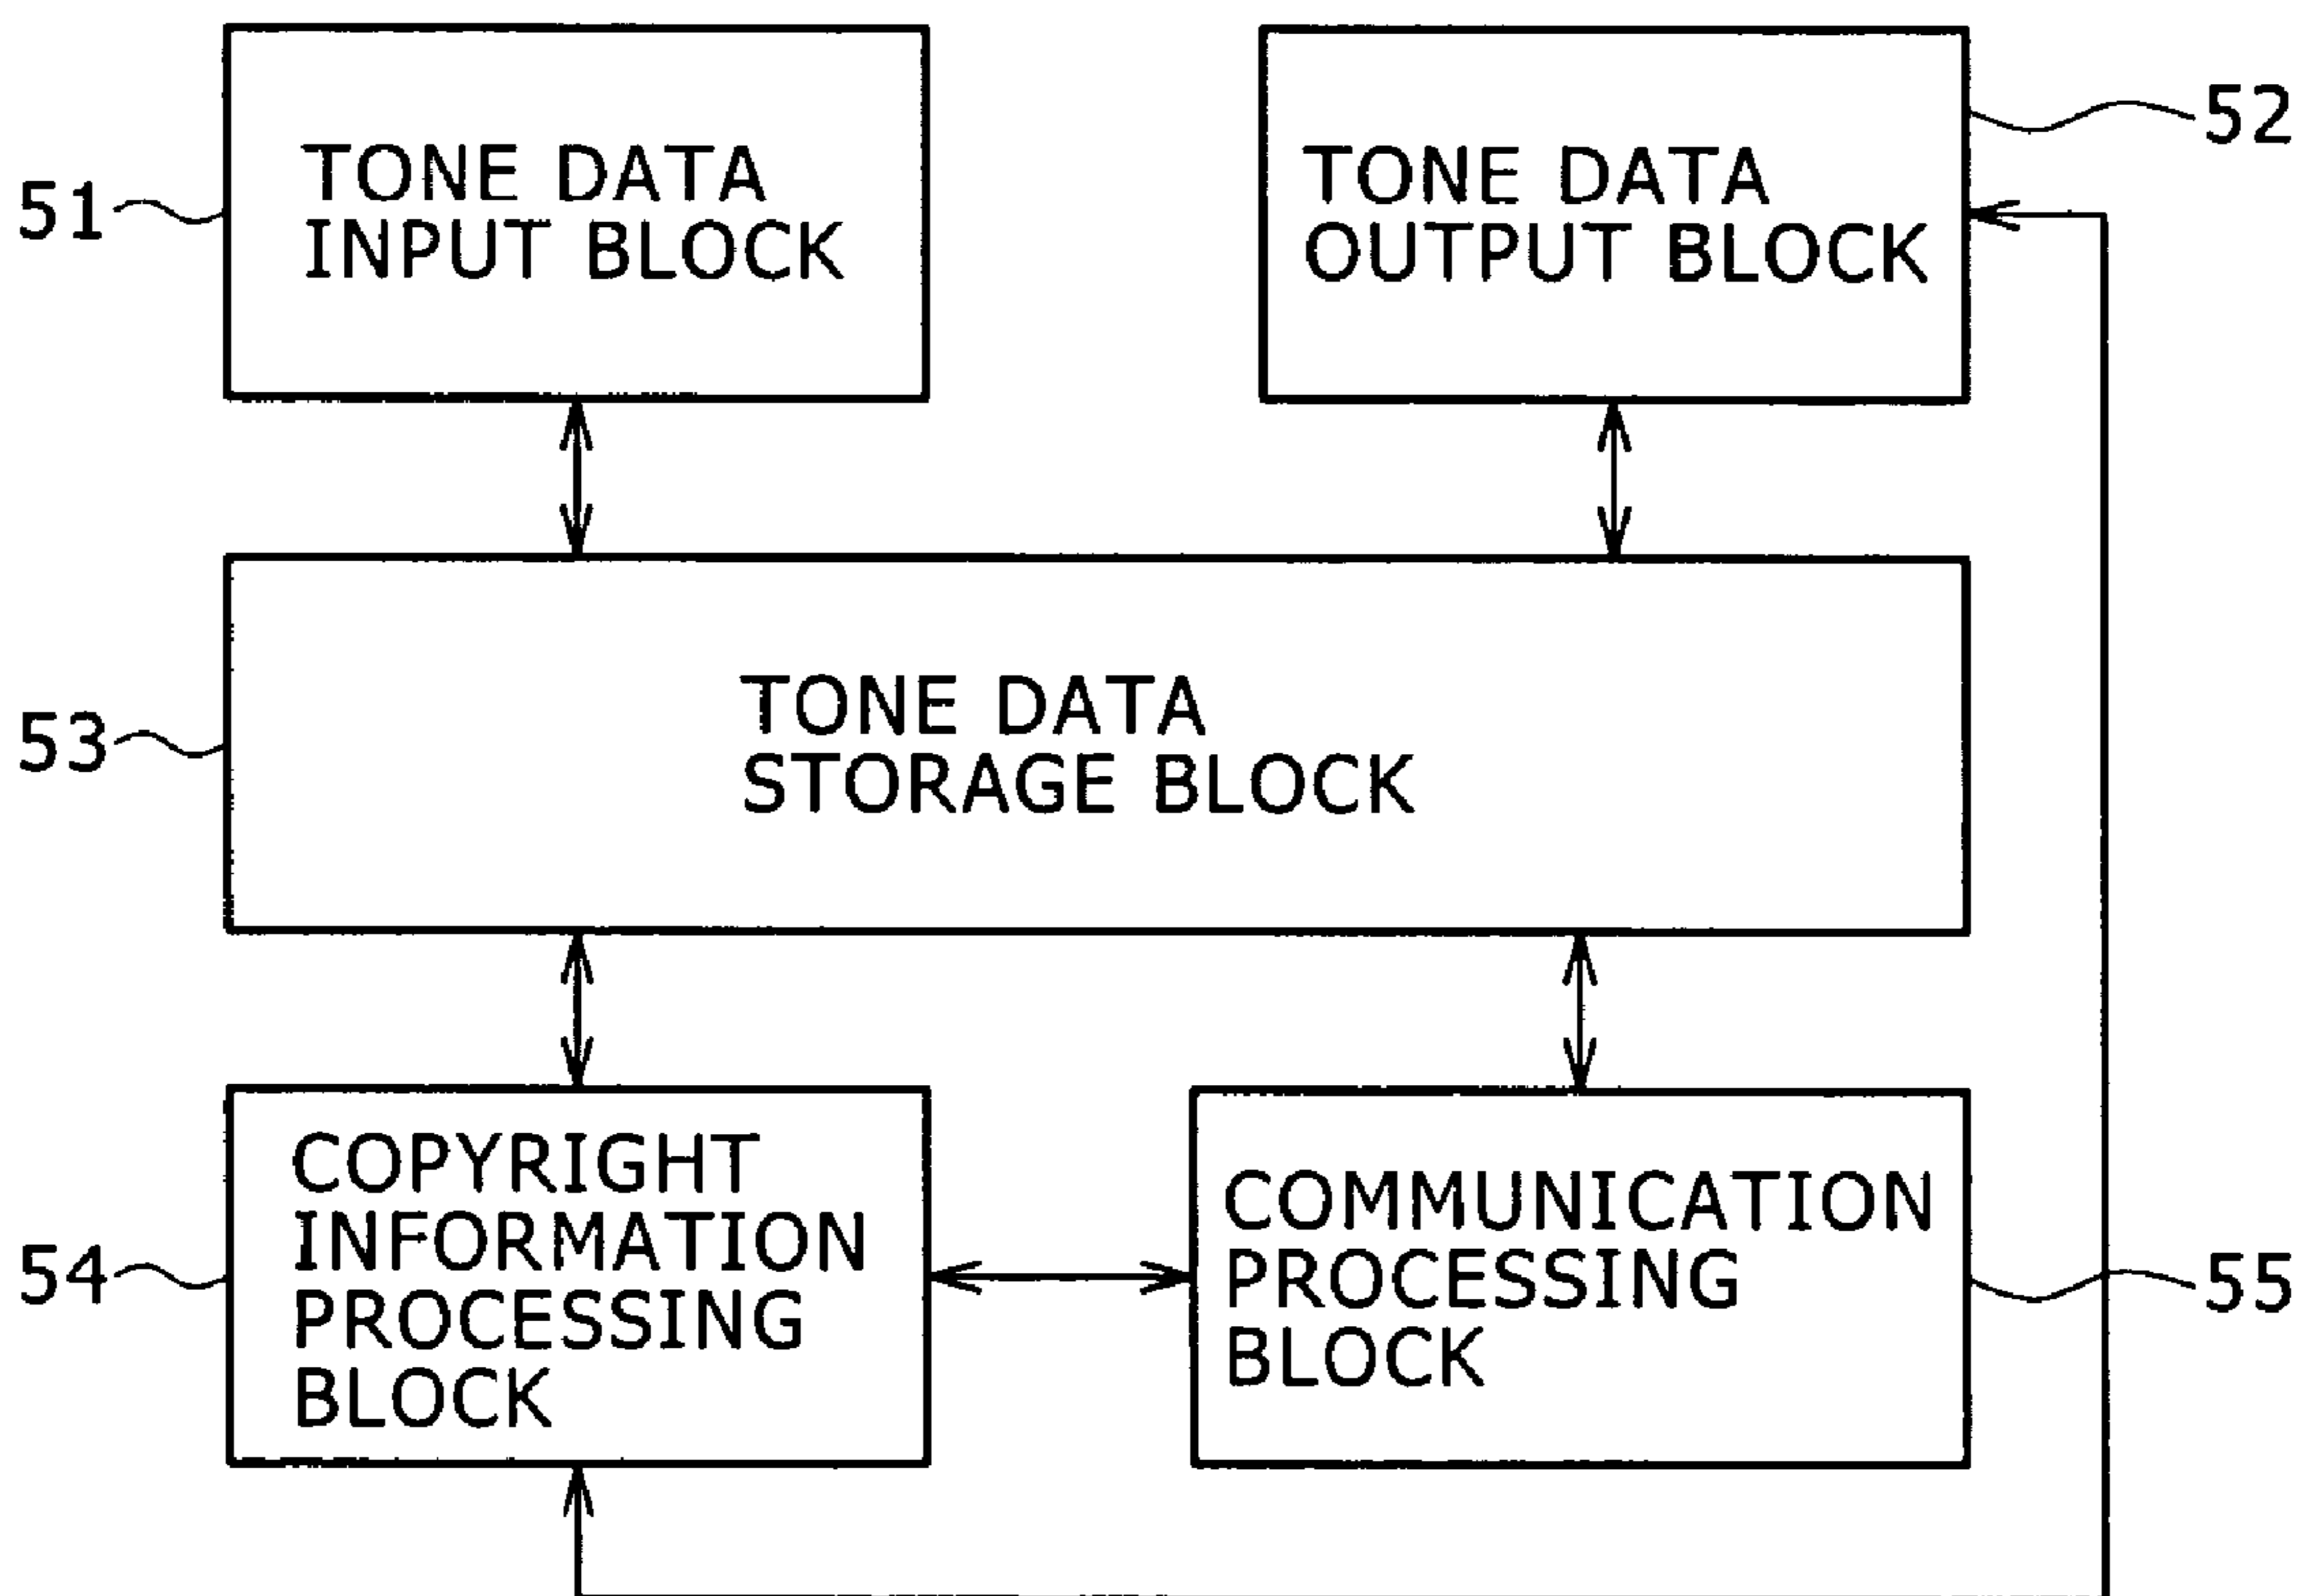 51
TONE DATA
INPUT BLOCK
TONE DATA
OUTPUT BLOCK
52
53
TONE DATA
STORAGE BLOCK
54
COPYRIGHT
INFORMATION
PROCESSING
BLOCK
COMMUNICATION
PROCESSING
BLOCK
55